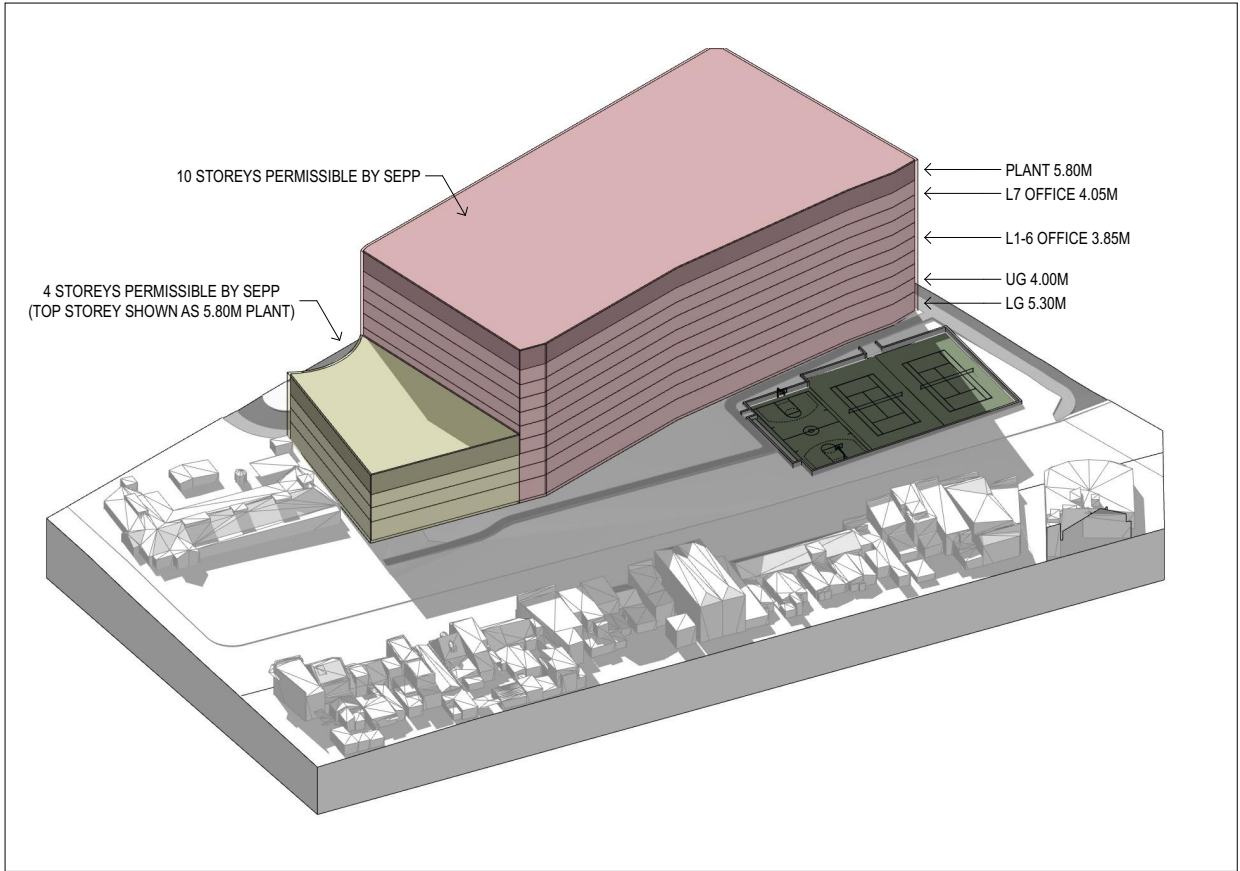 10 STOREYS PERMISSIBLE BY SEPP
4 STOREYS PERMISSIBLE BY SEPP
(TOP STOREY SHOWN AS 5.80M PLANT)
PLANT 5.80M
L7 OFFICE 4.05M
L1-6 OFFICE 3.85M
UG 4.00M
LG 5.30M